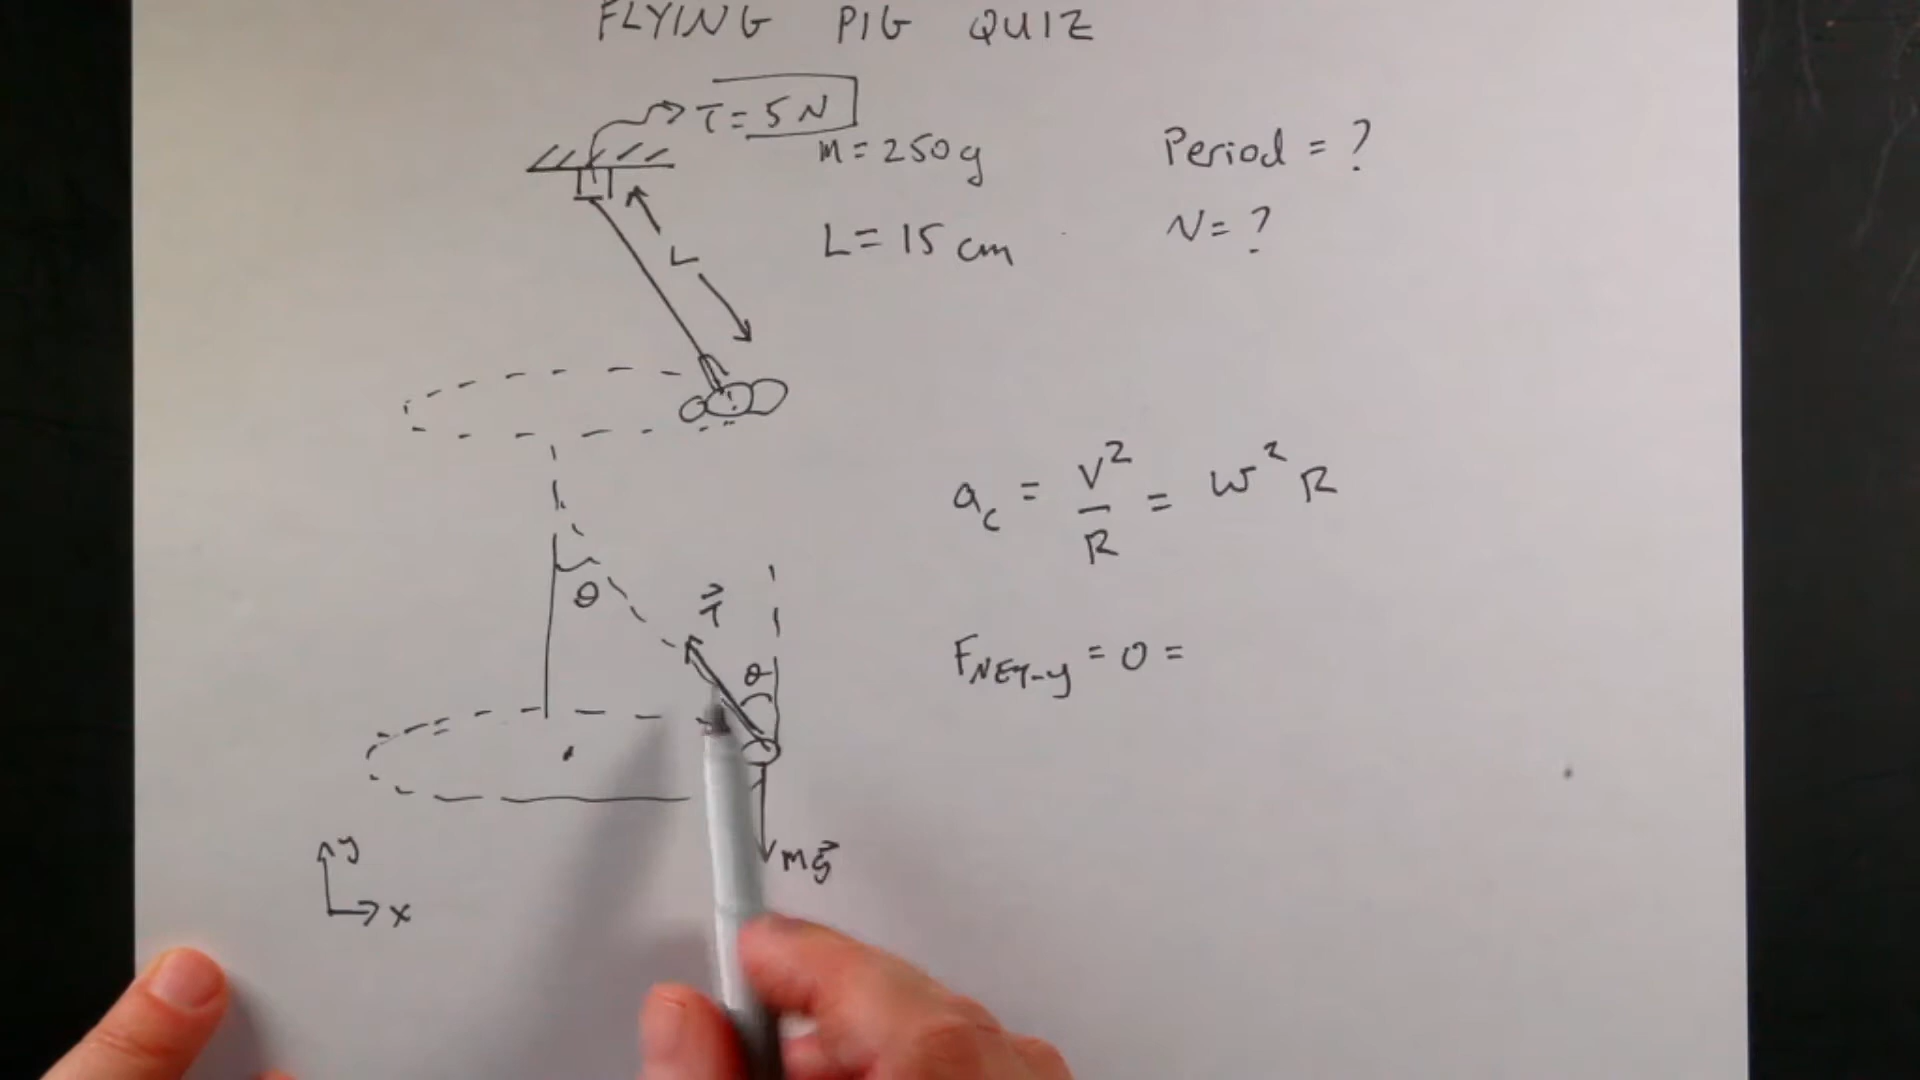 FLYING PIG QUIZ
T = 5 N
m = 250 g
Period = ?
L = 15 cm
v = ?
L
a_c = v²/R = ω² R
θ
T⃗
θ
F_NET-y = 0 =
mg⃗
y
x